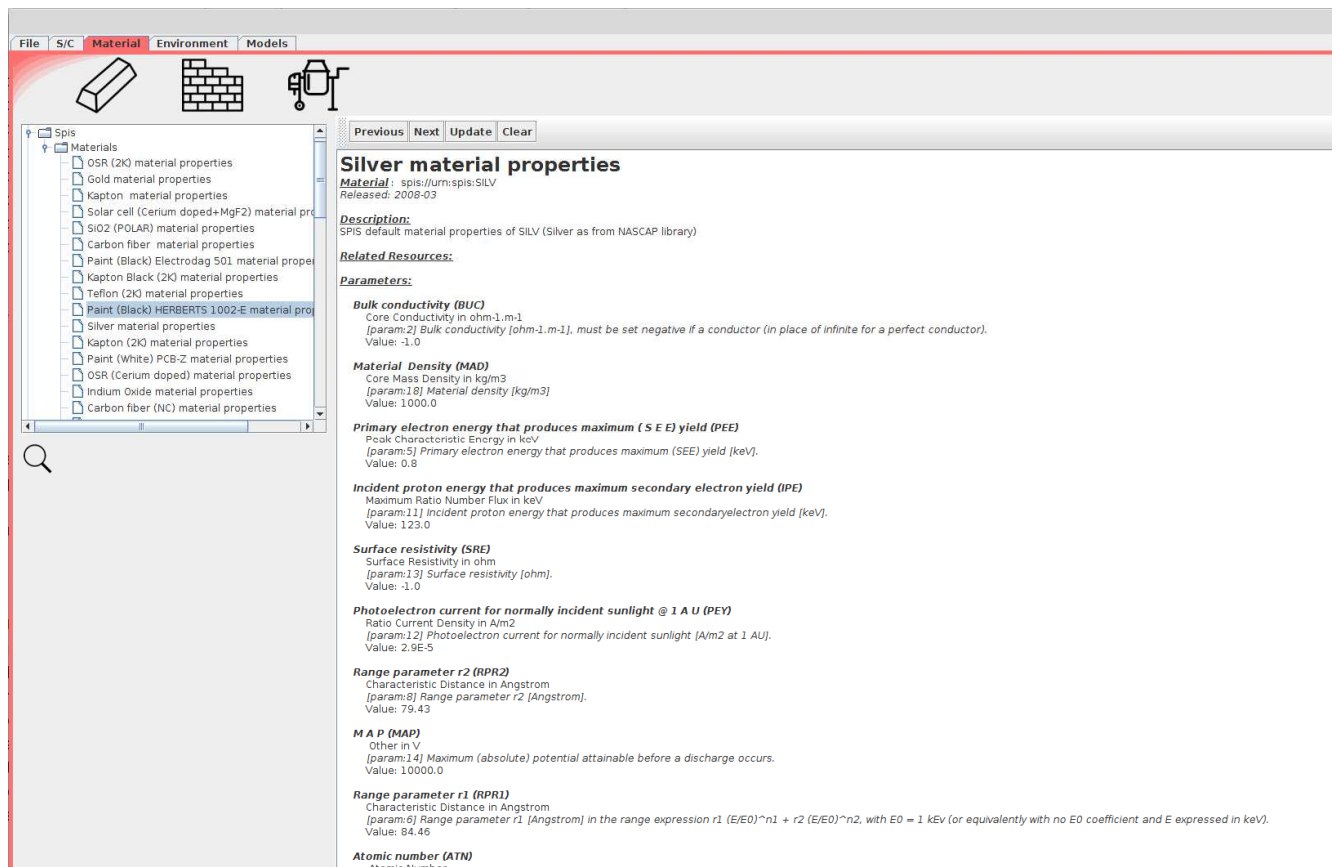 File S/C Material Environment Models
Spis
Materials
OSR (2K) material properties
Gold material properties
Kapton material properties
Solar cell (Cerium doped+MgF2) material pro
SiO2 (POLAR) material properties
Carbon fiber material properties
Paint (Black) Electrodag 501 material proper
Kapton Black (2K) material properties
Teflon (2K) material properties
Paint (Black) HERBERTS 1002-E material prop
Silver material properties
Kapton (2K) material properties
Paint (White) PCB-Z material properties
OSR (Cerium doped) material properties
Indium Oxide material properties
Carbon fiber (NC) material properties
Previous Next Update Clear
Silver material properties
Material : spis://urn:spis:SILV
Released: 2008-03
Description:
SPIS default material properties of SILV (Silver as from NASCAP library)
Related Resources:
Parameters:
Bulk conductivity (BUC)
Core Conductivity in ohm-1.m-1
[param:2] Bulk conductivity [ohm-1.m-1], must be set negative if a conductor (in place of infinite for a perfect conductor).
Value: -1.0
Material Density (MAD)
Core Mass Density in kg/m3
[param:18] Material density [kg/m3]
Value: 1000.0
Primary electron energy that produces maximum ( S E E) yield (PEE)
Peak Characteristic Energy in keV
[param:5] Primary electron energy that produces maximum (SEE) yield [keV].
Value: 0.8
Incident proton energy that produces maximum secondary electron yield (IPE)
Maximum Ratio Number Flux in keV
[param:11] Incident proton energy that produces maximum secondaryelectron yield [keV].
Value: 123.0
Surface resistivity (SRE)
Surface Resistivity in ohm
[param:13] Surface resistivity [ohm].
Value: -1.0
Photoelectron current for normally incident sunlight @ 1 A U (PEY)
Ratio Current Density in A/m2
[param:12] Photoelectron current for normally incident sunlight [A/m2 at 1 AU].
Value: 2.9E-5
Range parameter r2 (RPR2)
Characteristic Distance in Angstrom
[param:8] Range parameter r2 [Angstrom].
Value: 79.43
M A P (MAP)
Other in V
[param:14] Maximum (absolute) potential attainable before a discharge occurs.
Value: 10000.0
Range parameter r1 (RPR1)
Characteristic Distance in Angstrom
[param:6] Range parameter r1 [Angstrom] in the range expression r1 (E/E0)^n1 + r2 (E/E0)^n2, with E0 = 1 kEv (or equivalently with no E0 coefficient and E expressed in keV).
Value: 84.46
Atomic number (ATN)